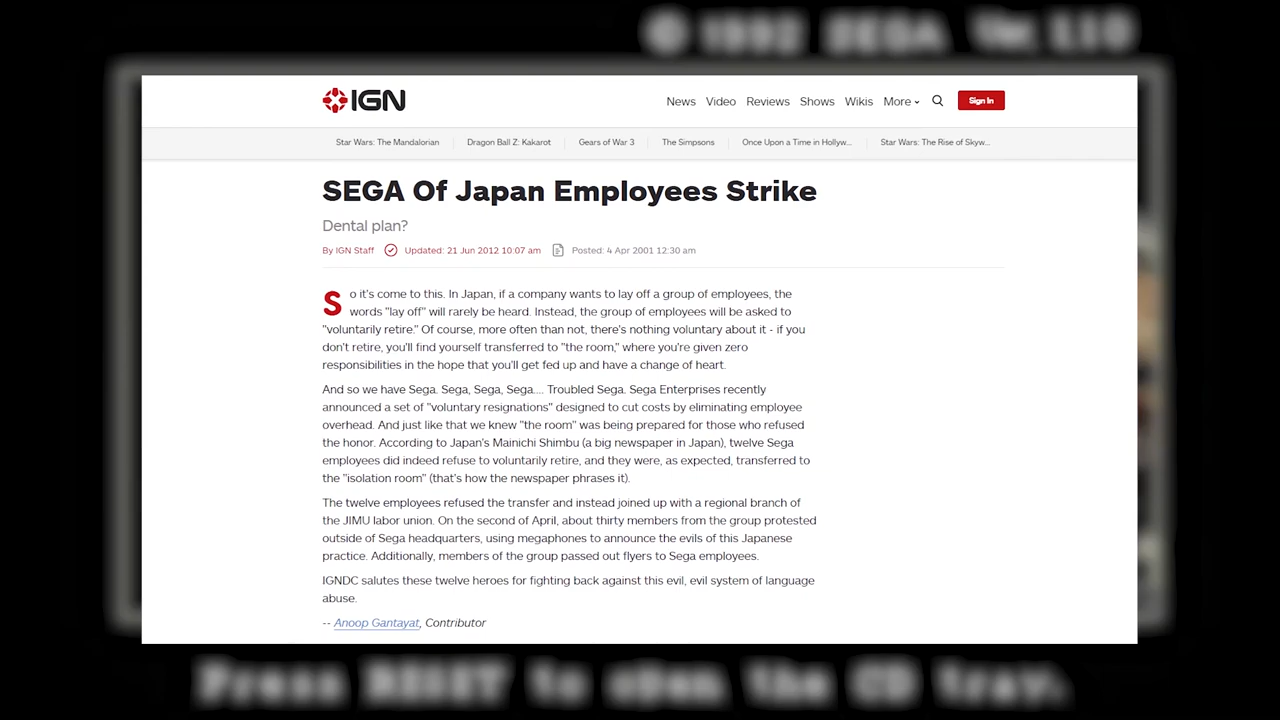 © 1992 SEGA Ver 1.10
IGN
News Video Reviews Shows Wikis More Sign In
Star Wars: The Mandalorian Dragon Ball Z: Kakarot Gears of War 3 The Simpsons Once Upon a Time in Hollyw... Star Wars: The Rise of Skyw...
SEGA Of Japan Employees Strike
Dental plan?
By IGN Staff Updated: 21 Jun 2012 10:07 am Posted: 4 Apr 2001 12:30 am
So it's come to this. In Japan, if a company wants to lay off a group of employees, the
words "lay off" will rarely be heard. Instead, the group of employees will be asked to
"voluntarily retire." Of course, more often than not, there's nothing voluntary about it - if you
don't retire, you'll find yourself transferred to "the room," where you're given zero
responsibilities in the hope that you'll get fed up and have a change of heart.
And so we have Sega. Sega, Sega, Sega.... Troubled Sega. Sega Enterprises recently
announced a set of "voluntary resignations" designed to cut costs by eliminating employee
overhead. And just like that we knew "the room" was being prepared for those who refused
the honor. According to Japan's Mainichi Shimbu (a big newspaper in Japan), twelve Sega
employees did indeed refuse to voluntarily retire, and they were, as expected, transferred to
the "isolation room" (that's how the newspaper phrases it).
The twelve employees refused the transfer and instead joined up with a regional branch of
the JIMU labor union. On the second of April, about thirty members from the group protested
outside of Sega headquarters, using megaphones to announce the evils of this Japanese
practice. Additionally, members of the group passed out flyers to Sega employees.
IGNDC salutes these twelve heroes for fighting back against this evil, evil system of language
abuse.
-- Anoop Gantayat, Contributor
Press RESET to open the CD tray.